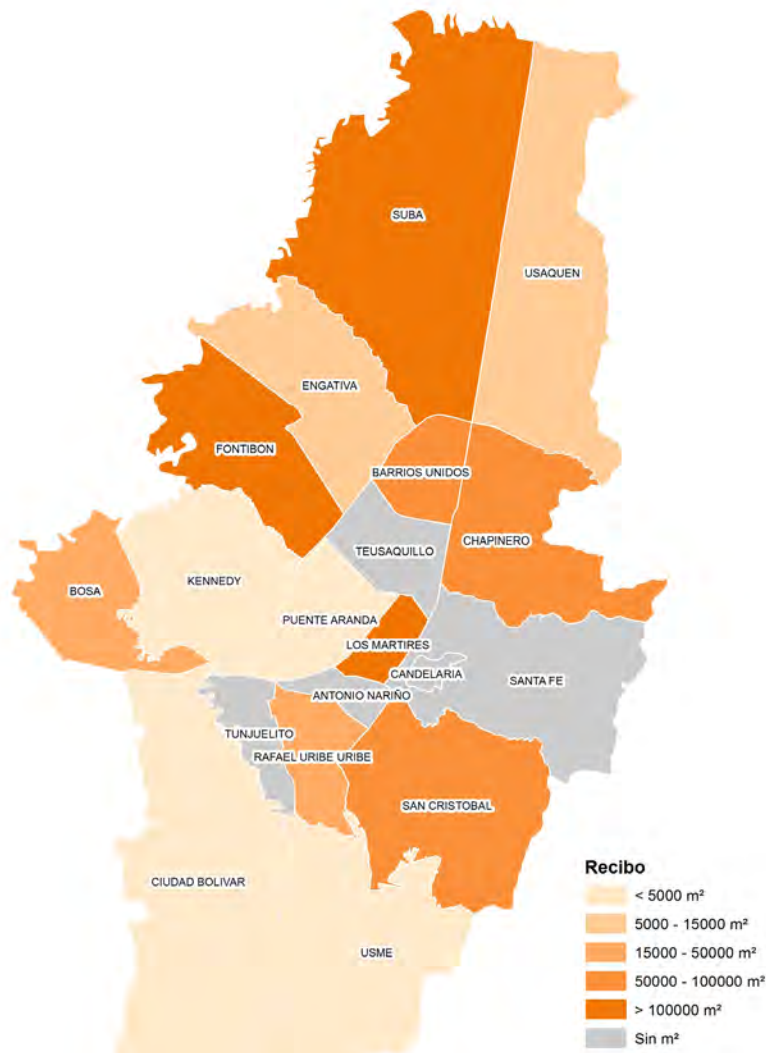 SUBA
USAQUEN
ENGATIVA
FONTIBON
BARRIOS UNIDOS
CHAPINERO
TEUSAQUILLO
KENNEDY
BOSA
PUENTE ARANDA
LOS MARTIRES
CANDELARIA
SANTA FE
ANTONIO NARIÑO
TUNJUELITO
RAFAEL URIBE URIBE
SAN CRISTOBAL
CIUDAD BOLIVAR
USME
Recibo
< 5000 m²
5000 - 15000 m²
15000 - 50000 m²
50000 - 100000 m²
> 100000 m²
Sin m²